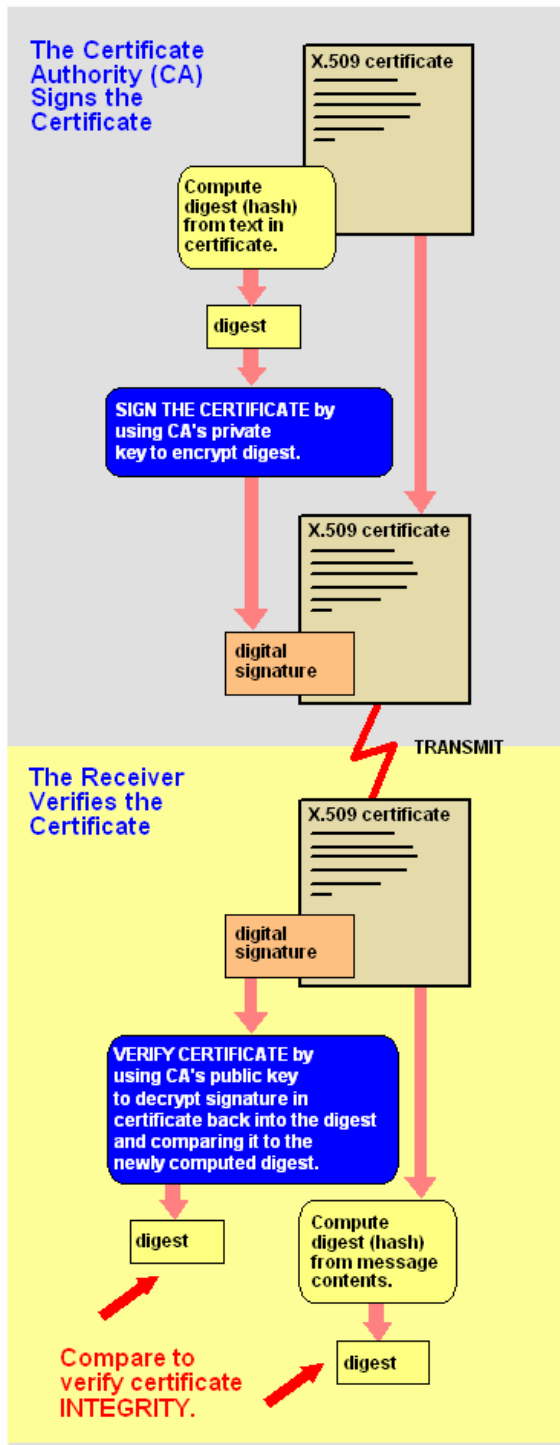 The Certificate
Authority (CA)
Signs the
Certificate
X.509 certificate
Compute
digest (hash)
from text in
certificate.
digest
SIGN THE CERTIFICATE by
using CA's private
key to encrypt digest.
X.509 certificate
digital
signature
TRANSMIT
The Receiver
Verifies the
Certificate
X.509 certificate
digital
signature
VERIFY CERTIFICATE by
using CA's public key
to decrypt signature in
certificate back into the digest
and comparing it to the
newly computed digest.
digest
Compute
digest (hash)
from message
contents.
digest
Compare to
verify certificate
INTEGRITY.